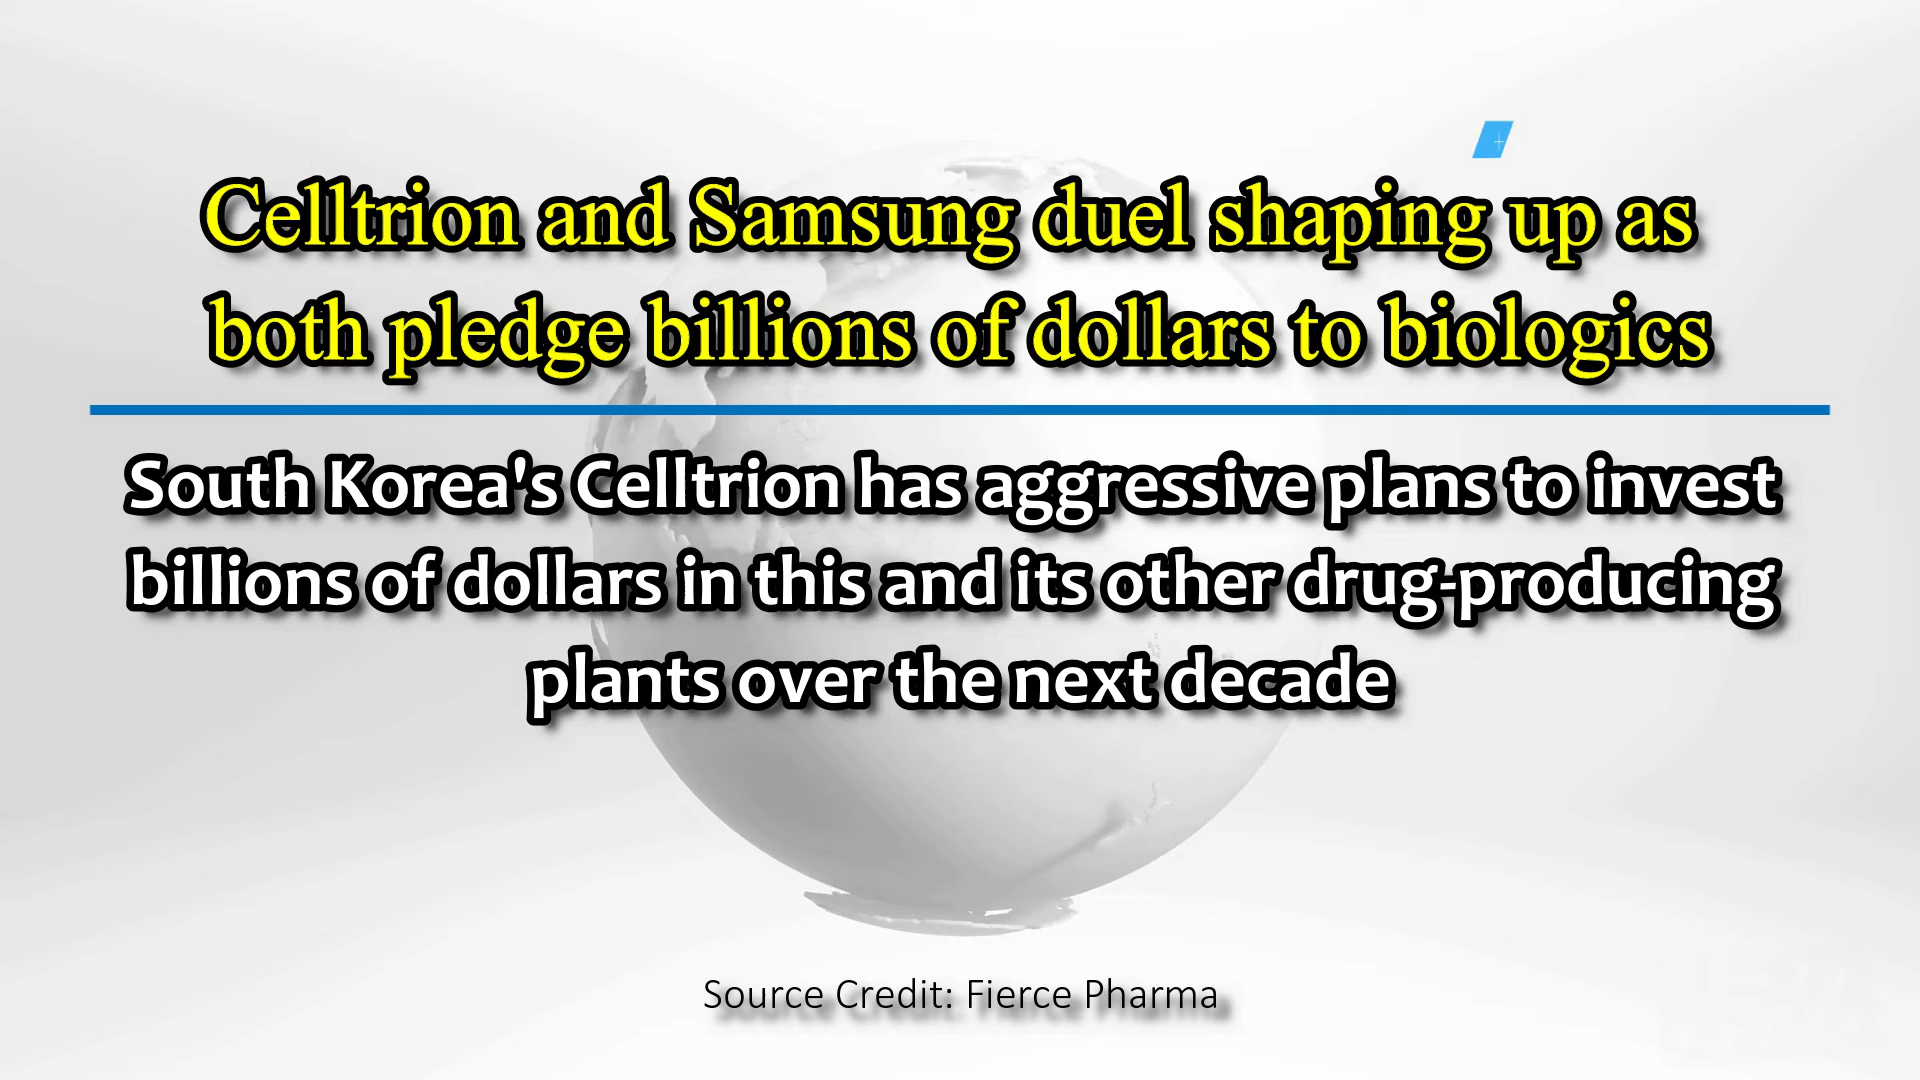 Celltrion and Samsung duel shaping up as
both pledge billions of dollars to biologics
South Korea's Celltrion has aggressive plans to invest
billions of dollars in this and its other drug-producing
plants over the next decade
Source Credit: Fierce Pharma